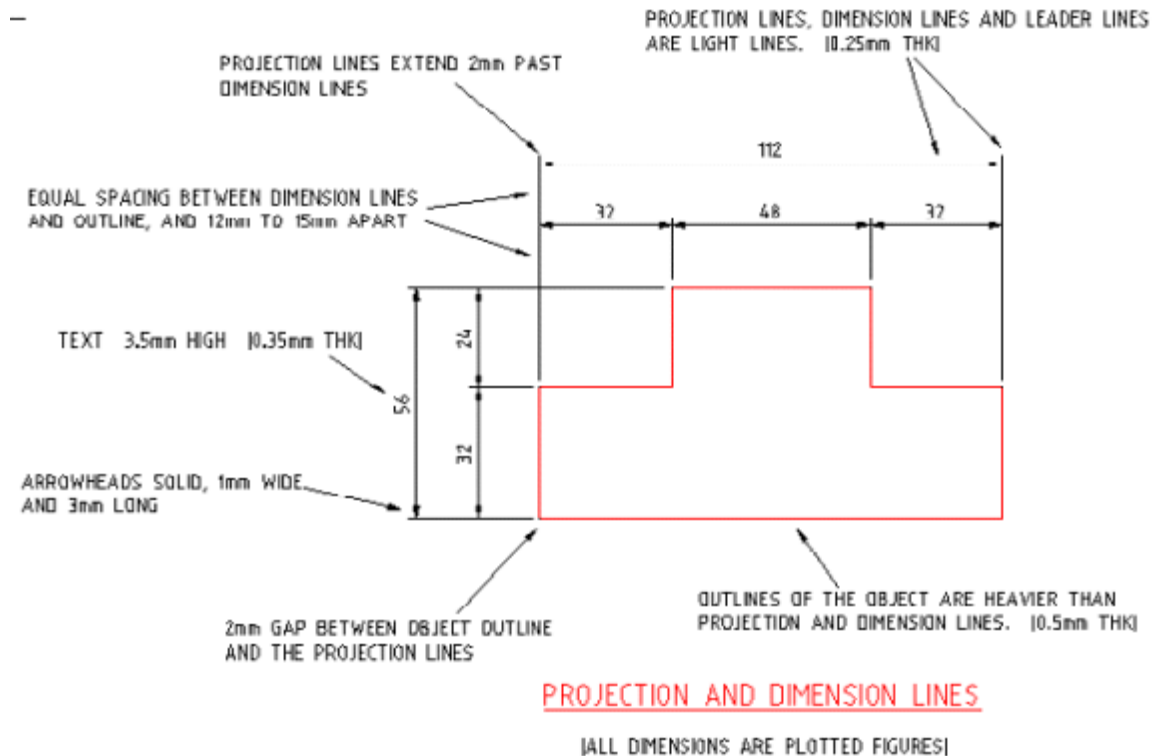 PROJECTION LINES, DIMENSION LINES AND LEADER LINES
ARE LIGHT LINES. [0.25mm THK]
PROJECTION LINES EXTEND 2mm PAST
DIMENSION LINES
112
EQUAL SPACING BETWEEN DIMENSION LINES
AND OUTLINE, AND 12mm TO 15mm APART
32 48 32
TEXT 3.5mm HIGH [0.35mm THK]
24
56
32
ARROWHEADS SOLID, 1mm WIDE
AND 3mm LONG
OUTLINES OF THE OBJECT ARE HEAVIER THAN
PROJECTION AND DIMENSION LINES. [0.5mm THK]
2mm GAP BETWEEN OBJECT OUTLINE
AND THE PROJECTION LINES
PROJECTION AND DIMENSION LINES
[ALL DIMENSIONS ARE PLOTTED FIGURES]